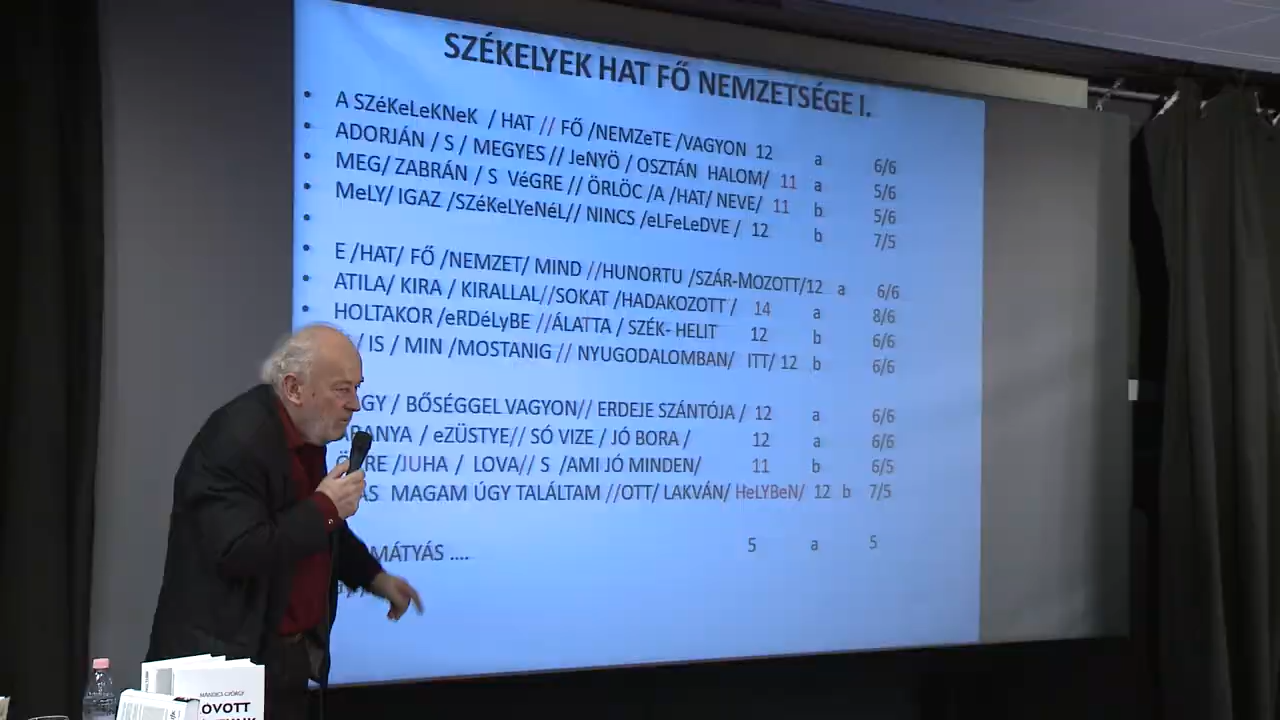 SZÉKELYEK HAT FŐ NEMZETSÉGE I.
• A SZéKeLeKNeK / HAT // FŐ /NEMZeTE /VAGYON 12 a 6/6
• ADORJÁN / S / MEGYES // JeNYÖ / OSZTÁN HALOM/ 11 a 5/6
• MEG/ ZABRÁN / S VéGRE // ÖRLÖC /A /HAT/ NEVE/ 11 b 5/6
• MeLY/ IGAZ /SZéKeLYeNéL// NINCS /eLFeLeDVE / 12 b 7/5
•
• E /HAT/ FŐ /NEMZET/ MIND //HUNORTU /SZÁR-MOZOTT/12 a 6/6
• ATILA/ KIRA / KIRALLAL//SOKAT /HADAKOZOTT / 14 a 8/6
• HOLTAKOR /eRDéLyBE //ÁLATTA / SZÉK- HELIT 12 b 6/6
/ IS / MIN /MOSTANIG // NYUGODALOMBAN/ ITT/ 12 b 6/6
/ BŐSÉGGEL VAGYON// ERDEJE SZÁNTÓJA / 12 a 6/6
/ eZÜSTYE// SÓ VIZE / JÓ BORA / 12 a 6/6
/JUHA / LOVA// S /AMI JÓ MINDEN/ 11 b 6/5
MAGAM ÚGY TALÁLTAM //OTT/ LAKVÁN/ HeLYBeN/ 12 b 7/5
MÁTYÁS .... 5 a 5
MANDICS GYÖRGY